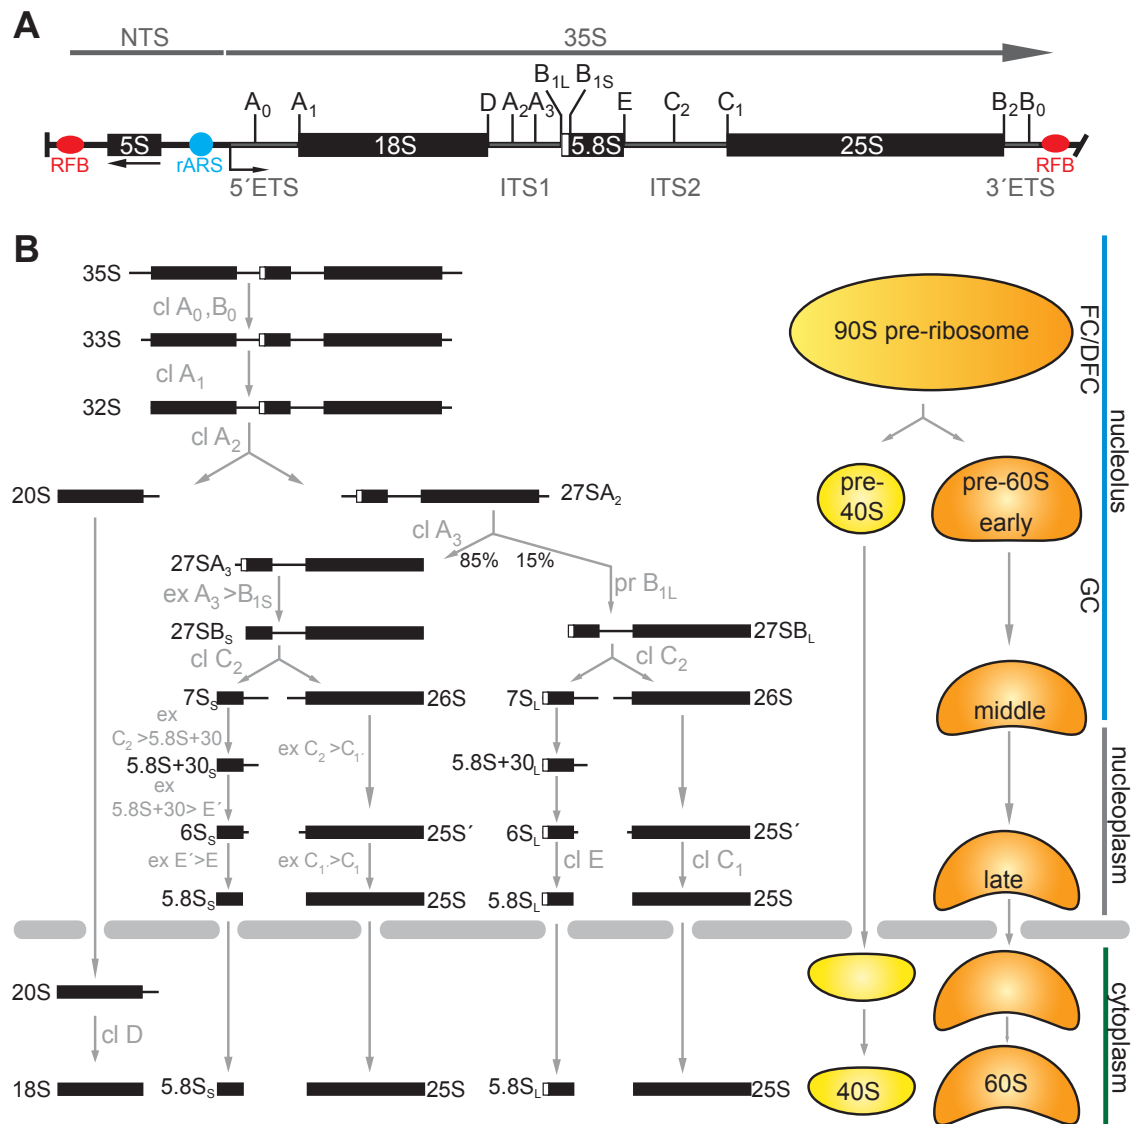 A
NTS 35S
B1L B1S
A0 A1 D A2 A3 E C2 C1 B2 B0
5S 18S 5.8S 25S
RFB rARS RFB
5´ETS ITS1 ITS2 3´ETS
B
35S
cl A0,B0
33S
90S pre-ribosome
FC/DFC
cl A1
32S
cl A2
nucleolus
20S 27SA2
pre-40S
pre-60S
early
cl A3
85% 15%
27SA3
ex A3>B1S
pr B1L
GC
27SBS 27SBL
cl C2 cl C2
7SS 26S 7SL 26S
middle
ex
C2 >5.8S+30
ex C2 >C1´
5.8S+30S 5.8S+30L
ex
5.8S+30> E´
nucleoplasm
6SS 25S´ 6SL 25S´
ex E´>E ex C1´>C1 cl E cl C1
late
5.8SS 25S 5.8SL 25S
20S
cl D
cytoplasm
18S 5.8SS 25S 5.8SL 25S
40S 60S